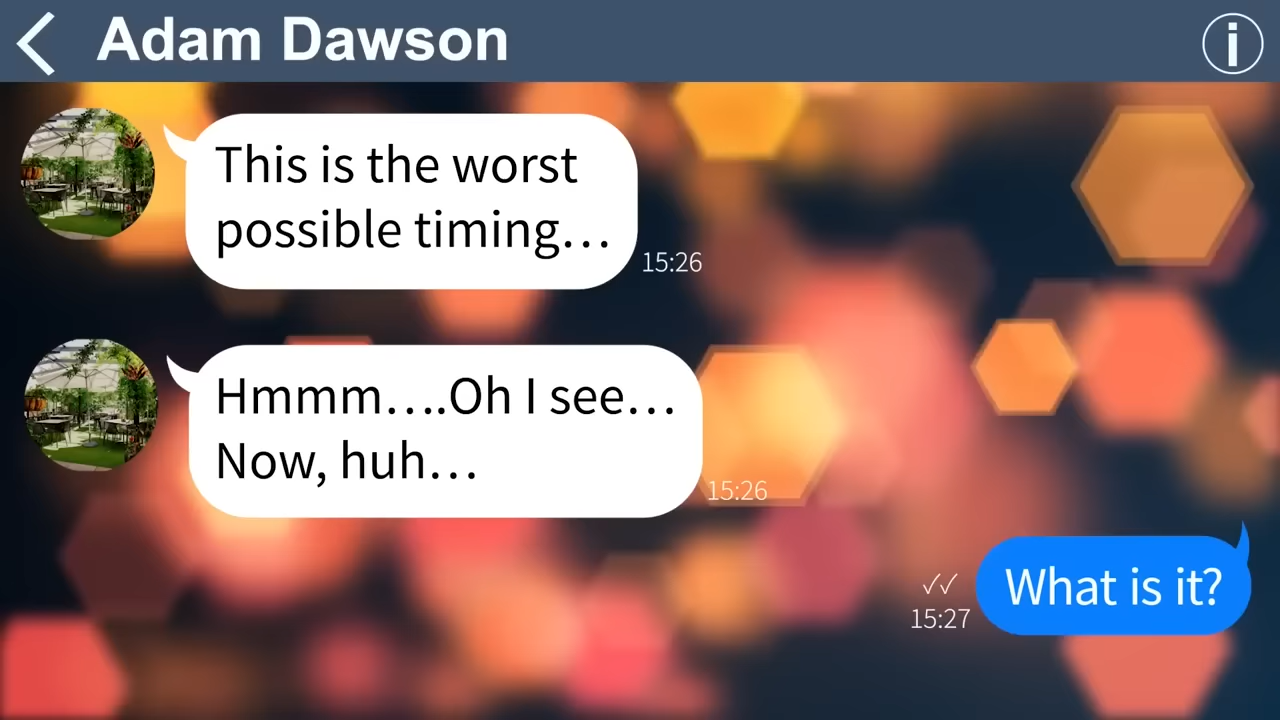 Adam Dawson
This is the worst
possible timing…
15:26
Hmmm….Oh I see…
Now, huh…
15:26
What is it?
15:27